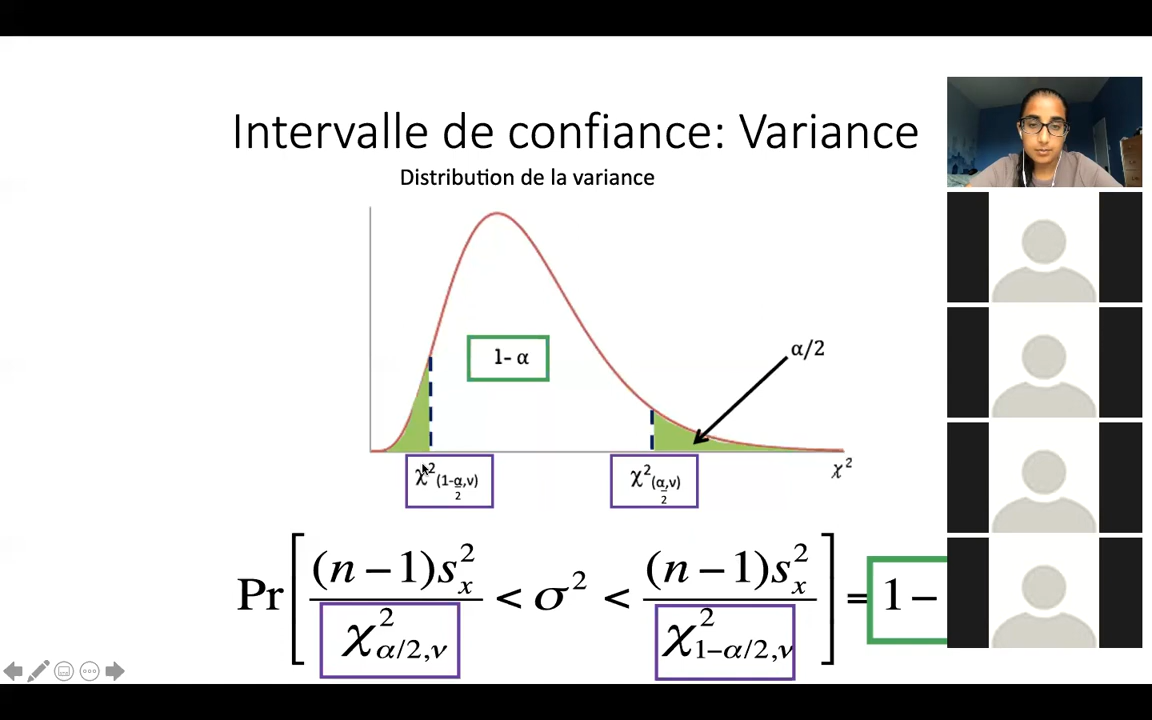 Intervalle de confiance: Variance
Distribution de la variance
1- α
α/2
χ²(1-α/2,ν)
χ²(α/2,ν)
χ²
Pr[(n−1)s²ₓ/χ²α/2,ν < σ² < (n−1)s²ₓ/χ²1−α/2,ν] = 1−